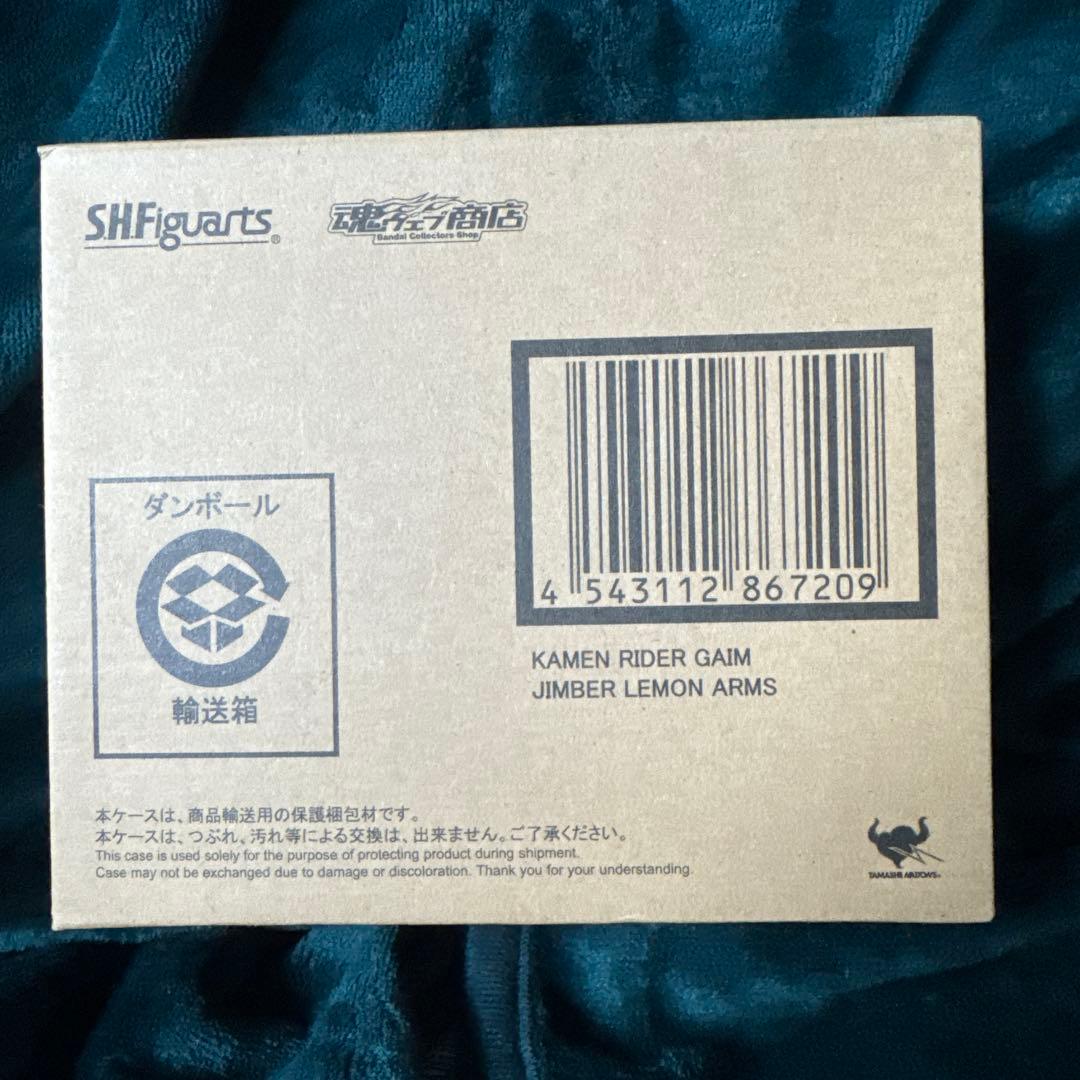 S.H.Figuarts®
魂ウェブ商店
Bandai Collectors Shop
ダンボール
輸送箱
4 543112 867209
KAMEN RIDER GAIM
JIMBER LEMON ARMS
本ケースは、商品輸送用の保護梱包材です。
本ケースは、つぶれ、汚れ等による交換は、出来ません。ご了承ください。
This case is used solely for the purpose of protecting product during shipment.
Case may not be exchanged due to damage or discoloration. Thank you for your understanding.
TAMASHII NATIONS